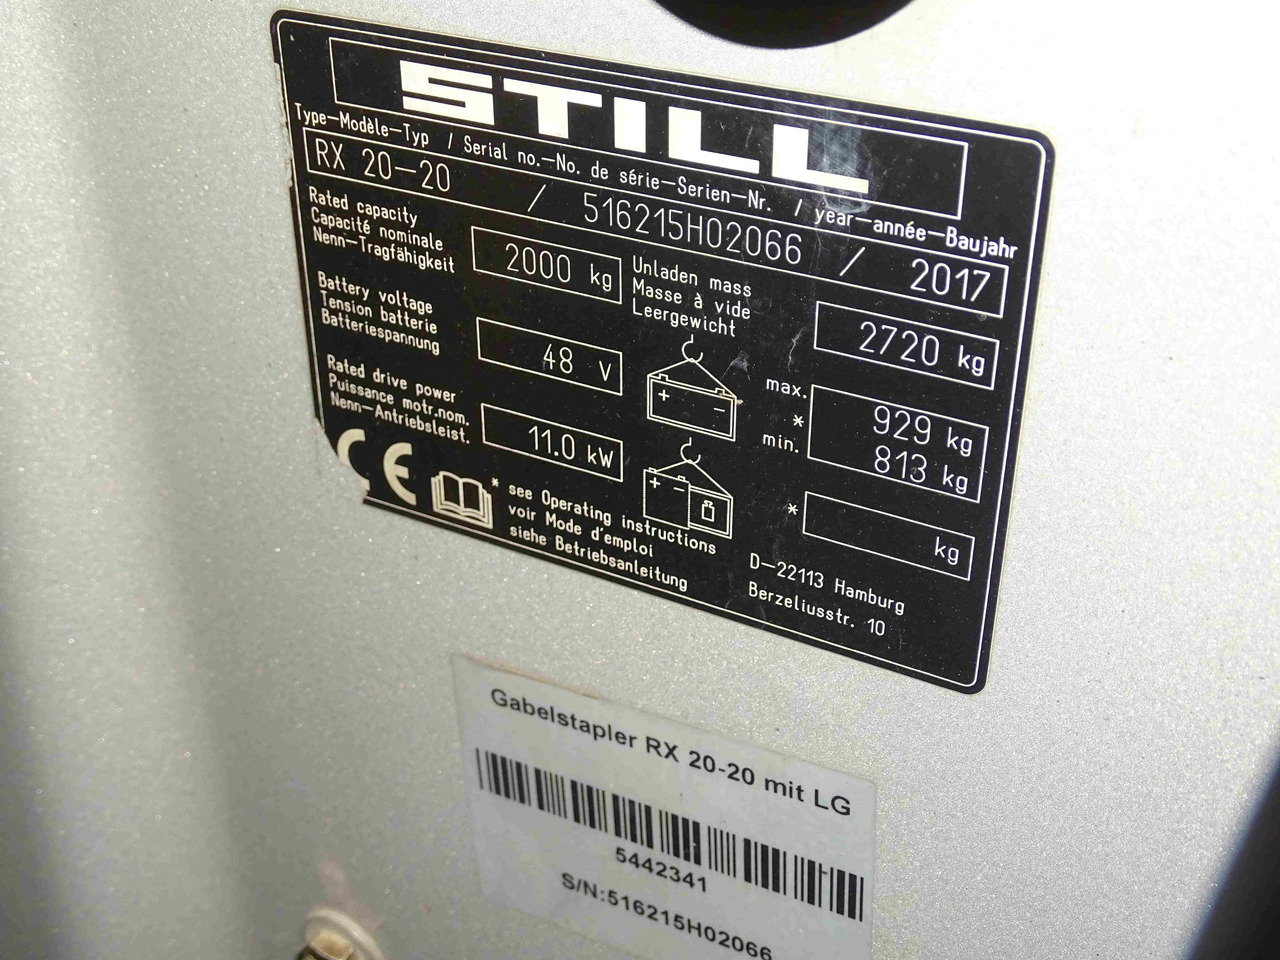 STILL
Type–Modèle–Typ / Serial no.–No. de série–Serien–Nr. / year–année–Baujahr
RX 20–20 / 516215H02066 / 2017
Rated capacity
Capacité nominale
Nenn–Tragfähigkeit
2000 kg
Unladen mass
Masse à vide
Leergewicht
2720 kg
Battery voltage
Tension batterie
Batteriespannung
48 V
+ –
max.
*
min.
929 kg
813 kg
Rated drive power
Puissance motr.nom.
Nenn–Antriebsleist.
11.0 kW
+ –
*
kg
CE
* see Operating instructions
voir Mode d'emploi
siehe Betriebsanleitung
D–22113 Hamburg
Berzeliusstr. 10
Gabelstapler RX 20-20 mit LG
5442341
S/N:516215H02066